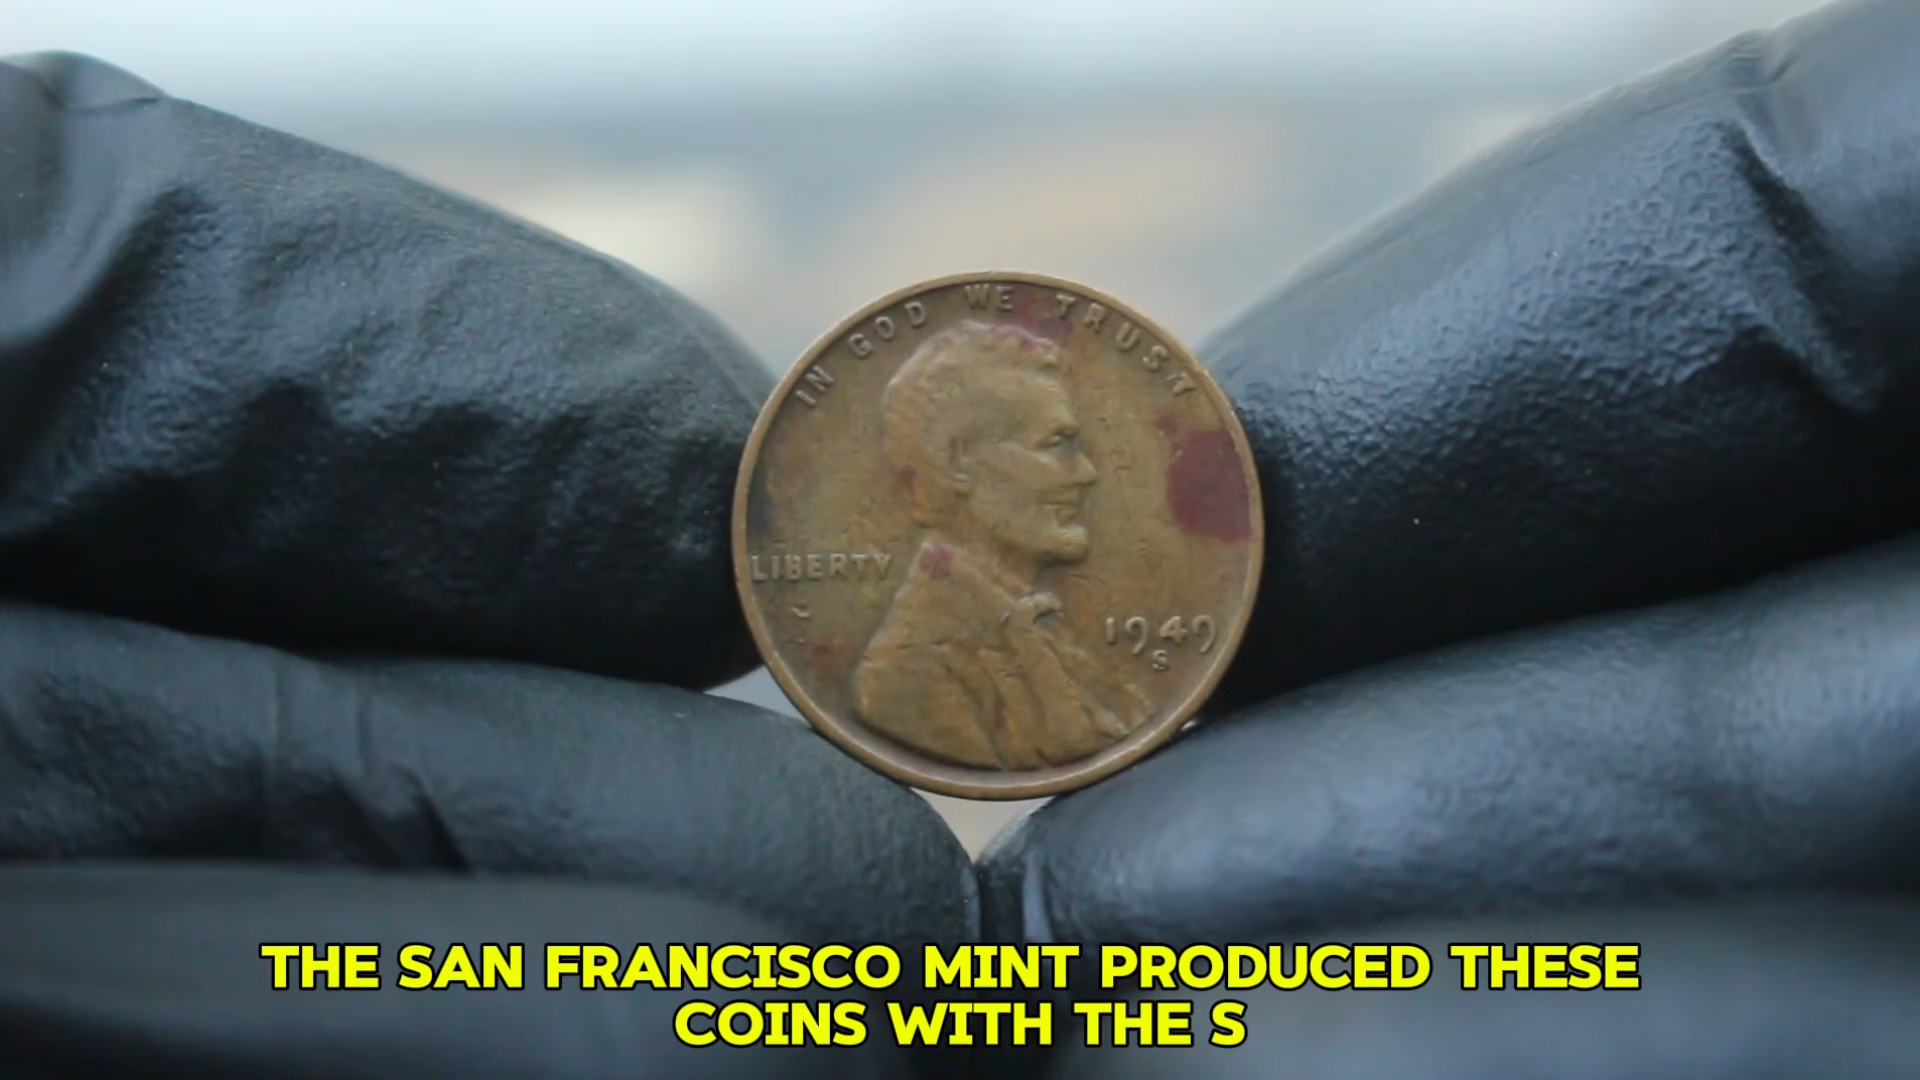 IN GOD WE TRUST
LIBERTY
1949
S
THE SAN FRANCISCO MINT PRODUCED THESE
COINS WITH THE S